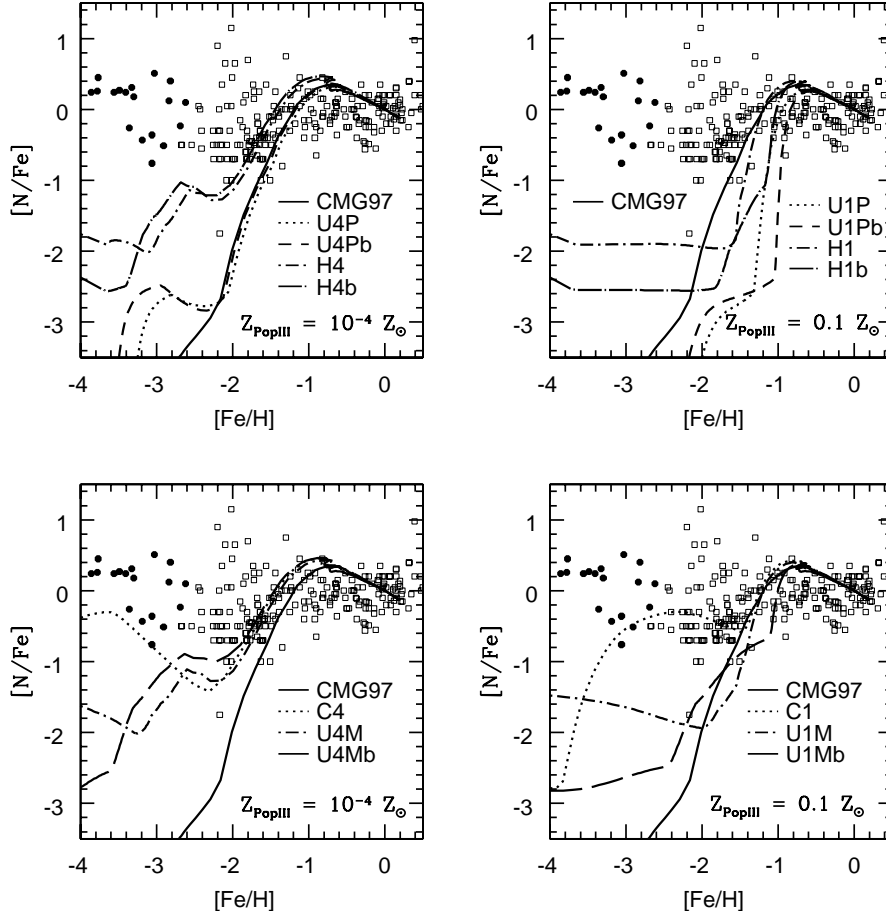 1
0
-1
-2
-3
[N/Fe]
CMG97
U4P
U4Pb
H4
H4b
Z_PopIII = 10^-4 Z_⊙
-4 -3 -2 -1 0
[Fe/H]
1
0
-1
-2
-3
[N/Fe]
CMG97
U1P
U1Pb
H1
H1b
Z_PopIII = 0.1 Z_⊙
-4 -3 -2 -1 0
[Fe/H]
1
0
-1
-2
-3
[N/Fe]
CMG97
C4
U4M
U4Mb
Z_PopIII = 10^-4 Z_⊙
-4 -3 -2 -1 0
[Fe/H]
1
0
-1
-2
-3
[N/Fe]
CMG97
C1
U1M
U1Mb
Z_PopIII = 0.1 Z_⊙
-4 -3 -2 -1 0
[Fe/H]